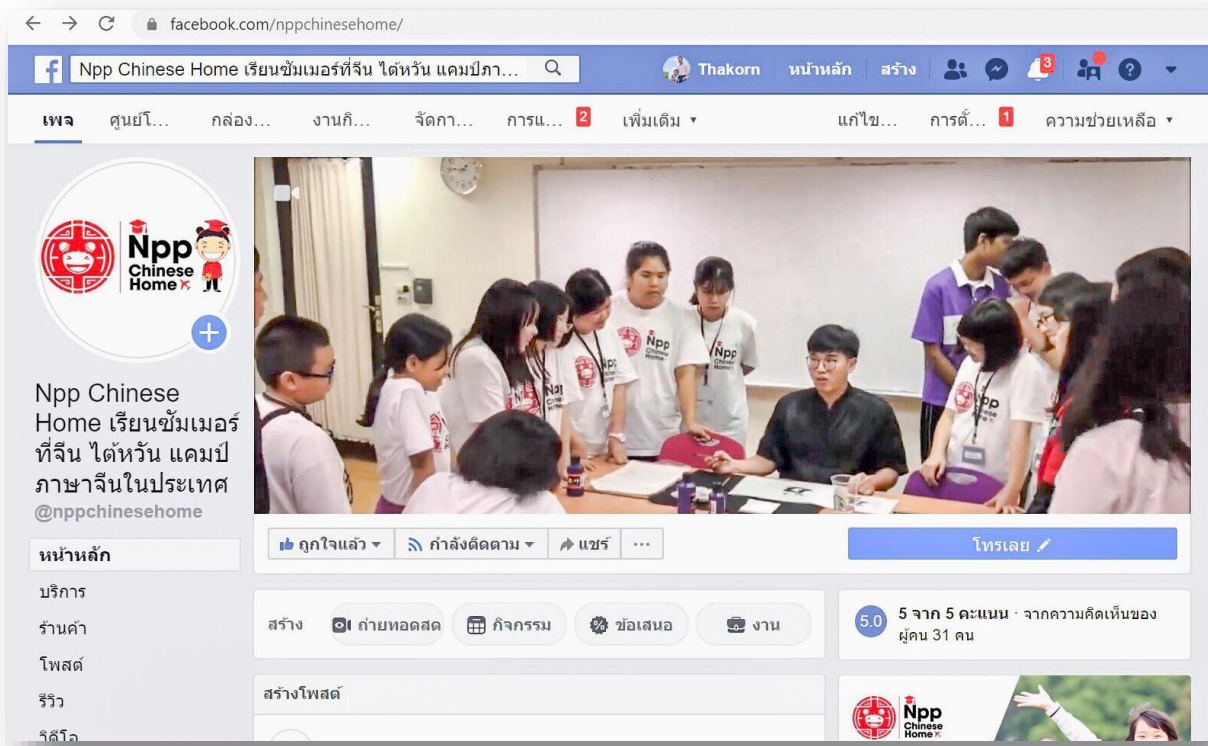 facebook.com/nppchinesehome/
Npp Chinese Home เรียนซัมเมอร์ที่จีน ไต้หวัน แคมป์ภา...
Thakorn หน้าหลัก สร้าง 3
เพจ ศูนย์โ... กล่อง... งานกิ... จัดกา... การแ... 2 เพิ่มเติม แก้ไข... การตั้... 1 ความช่วยเหลือ
Npp
Chinese
Home
Npp Chinese
Home เรียนซัมเมอร์
ที่จีน ไต้หวัน แคมป์
ภาษาจีนในประเทศ
@nppchinesehome
หน้าหลัก
บริการ
ร้านค้า
โพสต์
รีวิว
วิดีโอ
Npp
Chinese
Home
Npp
Chinese
Home
ถูกใจแล้ว กำลังติดตาม แชร์ ...
โทรเลย
สร้าง ถ่ายทอดสด กิจกรรม ข้อเสนอ งาน
5.0 5 จาก 5 คะแนน · จากความคิดเห็นของ
ผู้คน 31 คน
สร้างโพสต์
Npp
Chinese
Home